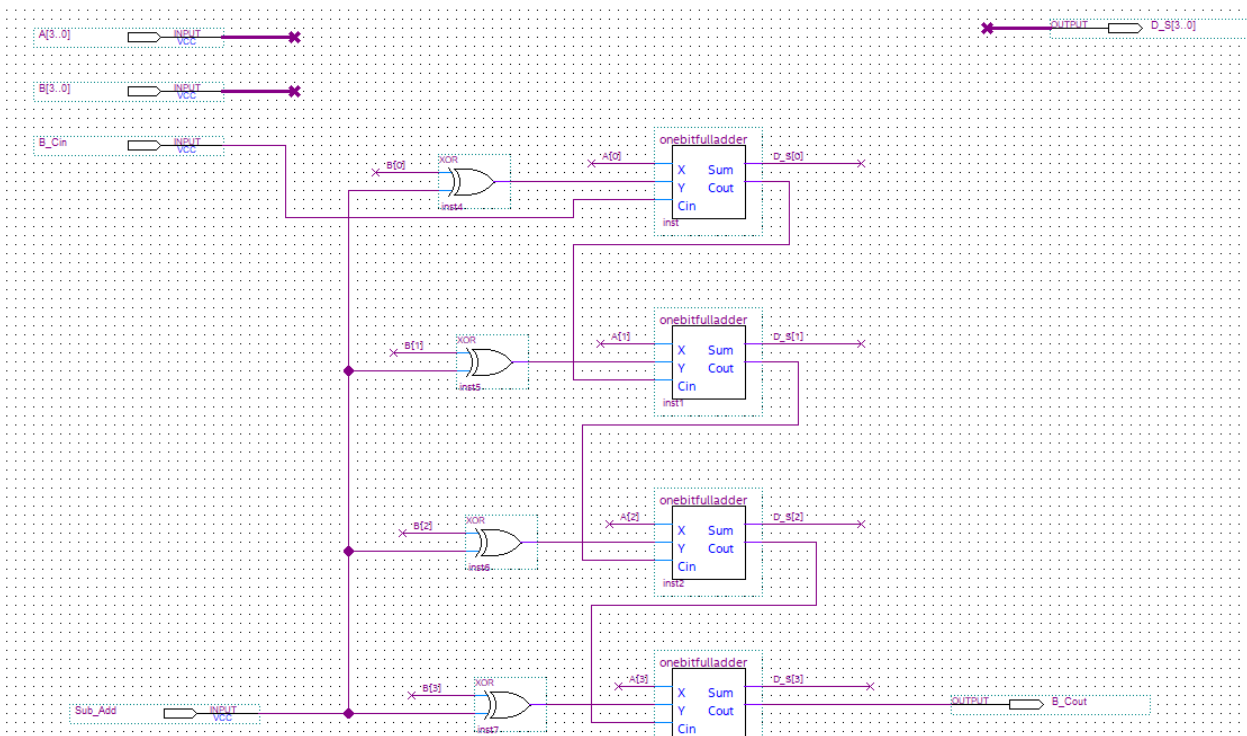 A[3..0] INPUT VCC
OUTPUT D_S[3..0]
B[3..0] INPUT VCC
B_Cin INPUT VCC
onebitfulladder
XOR
B[0]
A[0]
D_S[0]
X Sum
Y Cout
Cin
inst4
inst
onebitfulladder
XOR
B[1]
A[1]
D_S[1]
X Sum
Y Cout
Cin
inst5
inst1
onebitfulladder
XOR
B[2]
A[2]
D_S[2]
X Sum
Y Cout
Cin
inst6
inst2
onebitfulladder
XOR
B[3]
A[3]
D_S[3]
X Sum
Y Cout
Cin
Sub_Add INPUT VCC
OUTPUT B_Cout
inst7